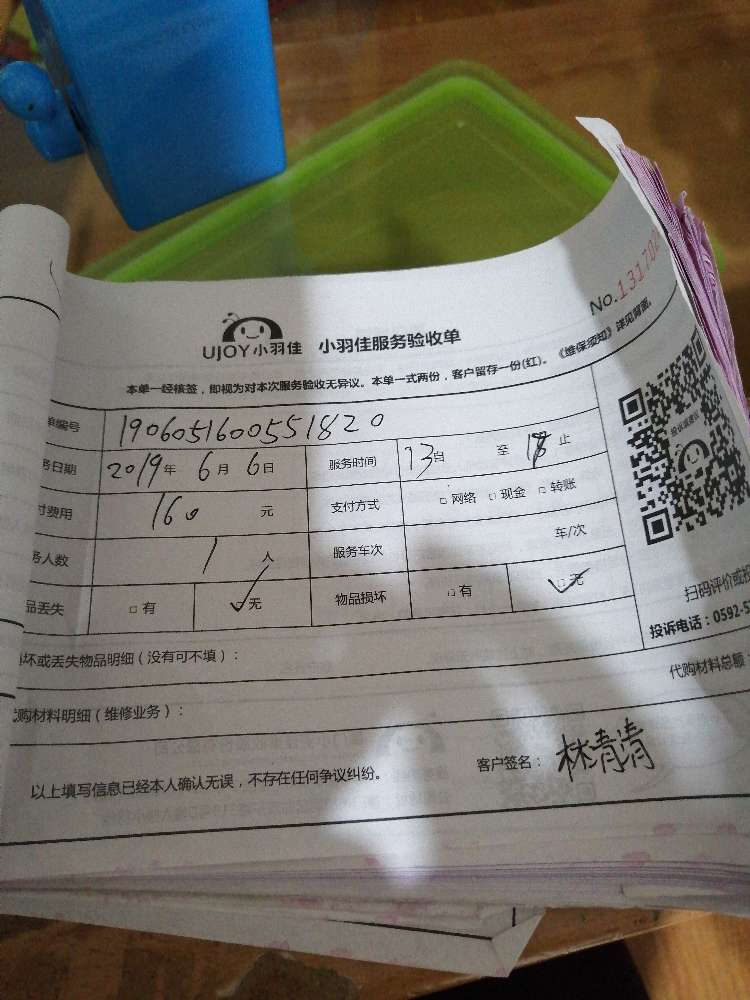 No.13170
UJOY小羽佳 小羽佳服务验收单
本单一经核签，即视为对本次服务验收无异议。本单一式两份，客户留存一份(红)。《维保须知》详见背面。
单编号 1906051600551820
务日期 2019年 6月 6日 服务时间 13 至 18 止
付费用 160 元 支付方式 □网络 □现金 □转账
务人数 1 人 服务车次 车/次
品丢失 □有 □无 物品损坏 □有 □无
投诉或建议
扫码评价或投
投诉电话：0592-5
坏或丢失物品明细（没有可不填）：
代购材料总额：
购材料明细（维修业务）：
以上填写信息已经本人确认无误，不存在任何争议纠纷。 客户签名：林青青